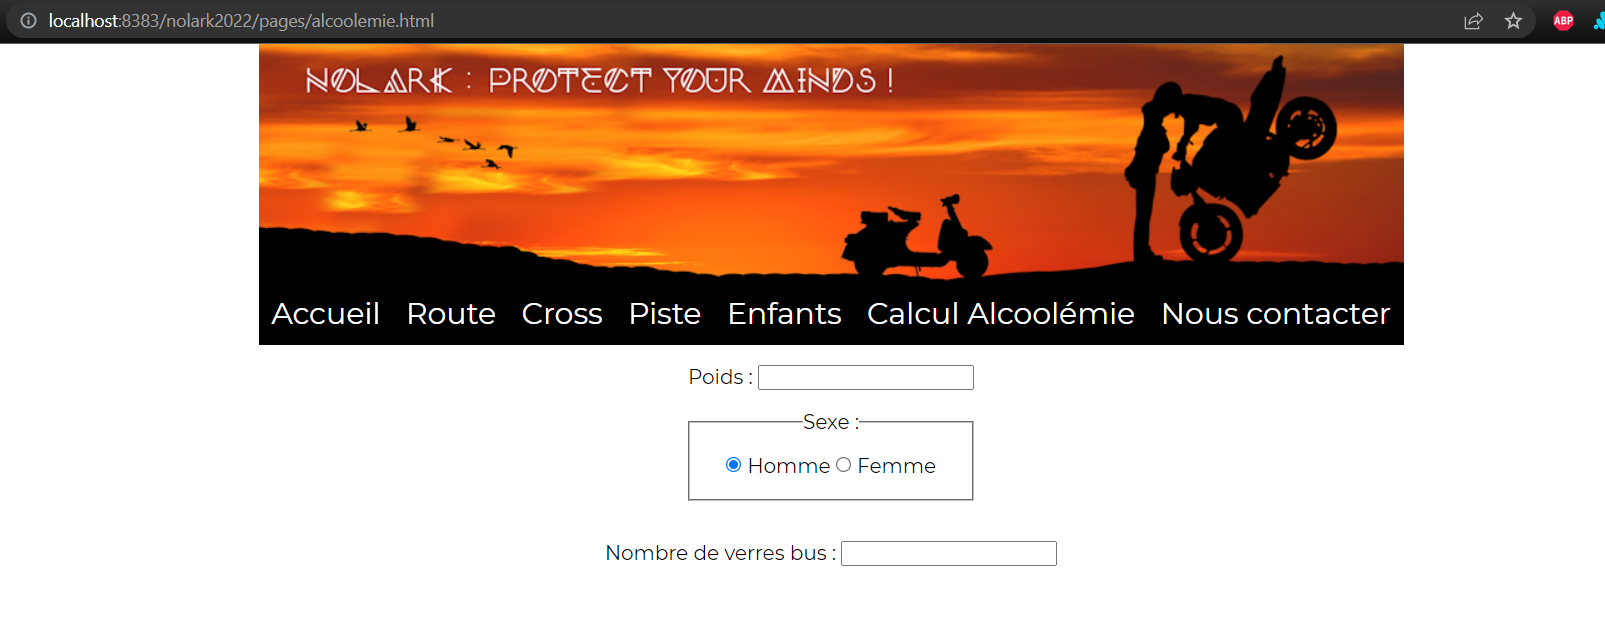 localhost:8383/nolark2022/pages/alcoolemie.html
ABP
NOLARK : PROTECT YOUR MINDS !
Accueil Route Cross Piste Enfants Calcul Alcoolémie Nous contacter
Poids :
Sexe :
Homme Femme
Nombre de verres bus :